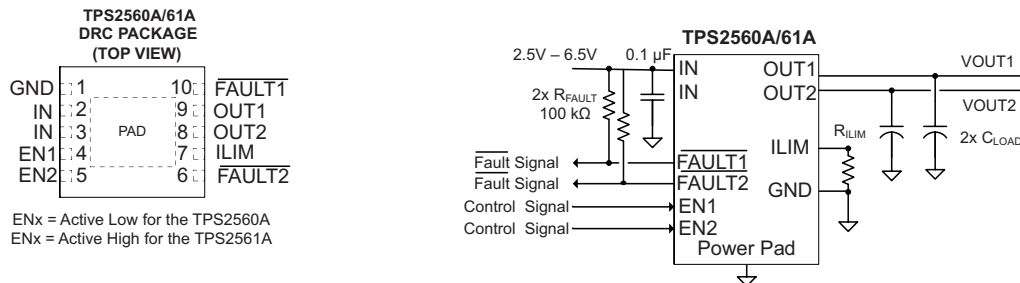 TPS2560A/61A
DRC PACKAGE
(TOP VIEW)
GND 1 10 FAULT1
IN 2 9 OUT1
IN 3 PAD 8 OUT2
EN1 4 7 ILIM
EN2 5 6 FAULT2
ENx = Active Low for the TPS2560A
ENx = Active High for the TPS2561A
TPS2560A/61A
2.5V – 6.5V
0.1 µF
2x RFAULT
100 kΩ
IN
IN
OUT1
OUT2
VOUT1
VOUT2
RILIM
2x CLOAD
ILIM
GND
Fault Signal
Fault Signal
Control Signal
Control Signal
FAULT1
FAULT2
EN1
EN2
Power Pad